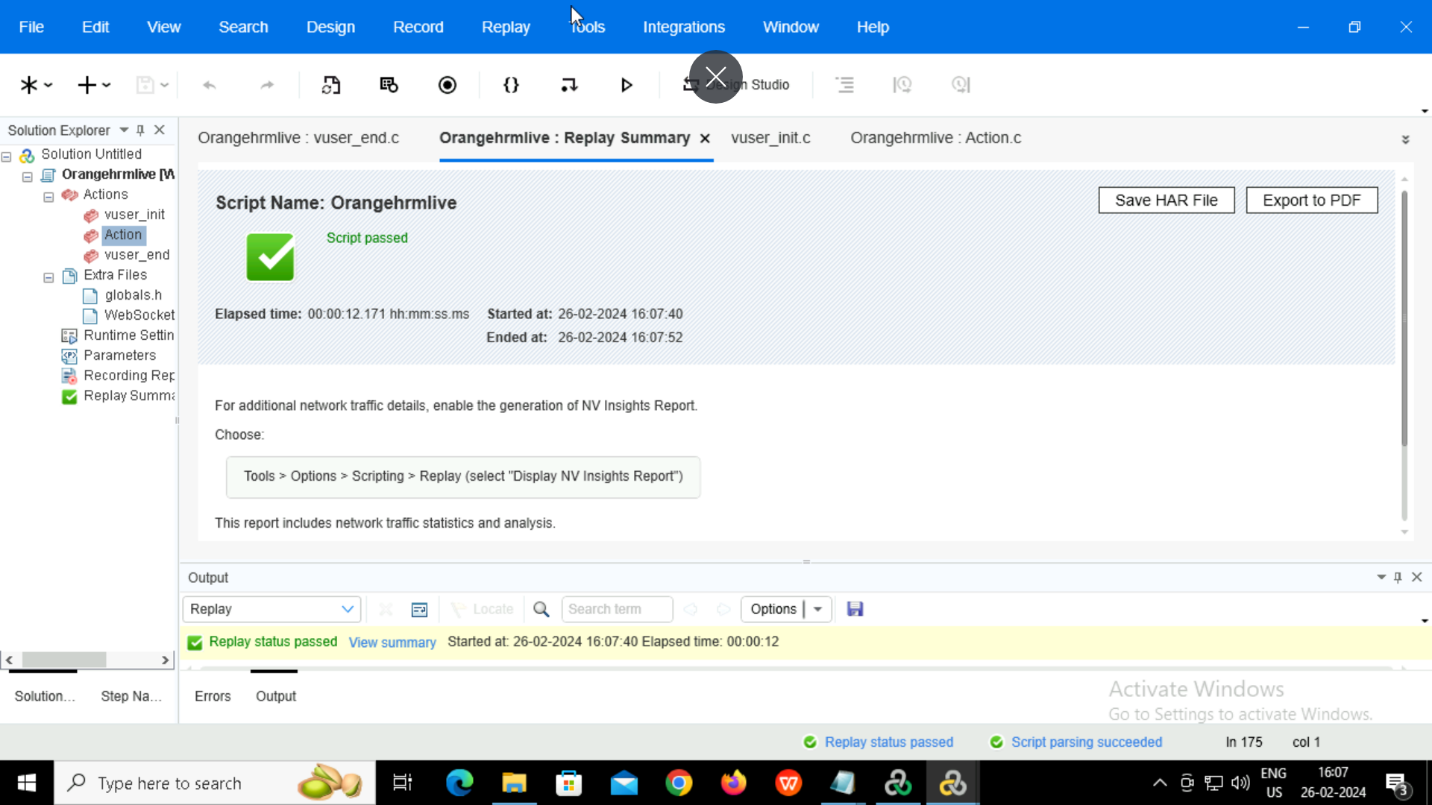 File Edit View Search Design Record Replay Tools Integrations Window Help
Design Studio
Solution Explorer
Solution Untitled
Orangehrmlive [W
Actions
vuser_init
Action
vuser_end
Extra Files
globals.h
WebSocket
Runtime Settin
Parameters
Recording Rep
Replay Summa
Orangehrmlive : vuser_end.c Orangehrmlive : Replay Summary vuser_init.c Orangehrmlive : Action.c
Script Name: Orangehrmlive
Save HAR File Export to PDF
Script passed
Elapsed time: 00:00:12.171 hh:mm:ss.ms Started at: 26-02-2024 16:07:40
Ended at: 26-02-2024 16:07:52
For additional network traffic details, enable the generation of NV Insights Report.
Choose:
Tools > Options > Scripting > Replay (select "Display NV Insights Report")
This report includes network traffic statistics and analysis.
Output
Replay Locate Search term Options
Replay status passed View summary Started at: 26-02-2024 16:07:40 Elapsed time: 00:00:12
Solution... Step Na... Errors Output
Activate Windows
Go to Settings to activate Windows.
Replay status passed Script parsing succeeded ln 175 col 1
Type here to search
ENG
US
16:07
26-02-2024
3